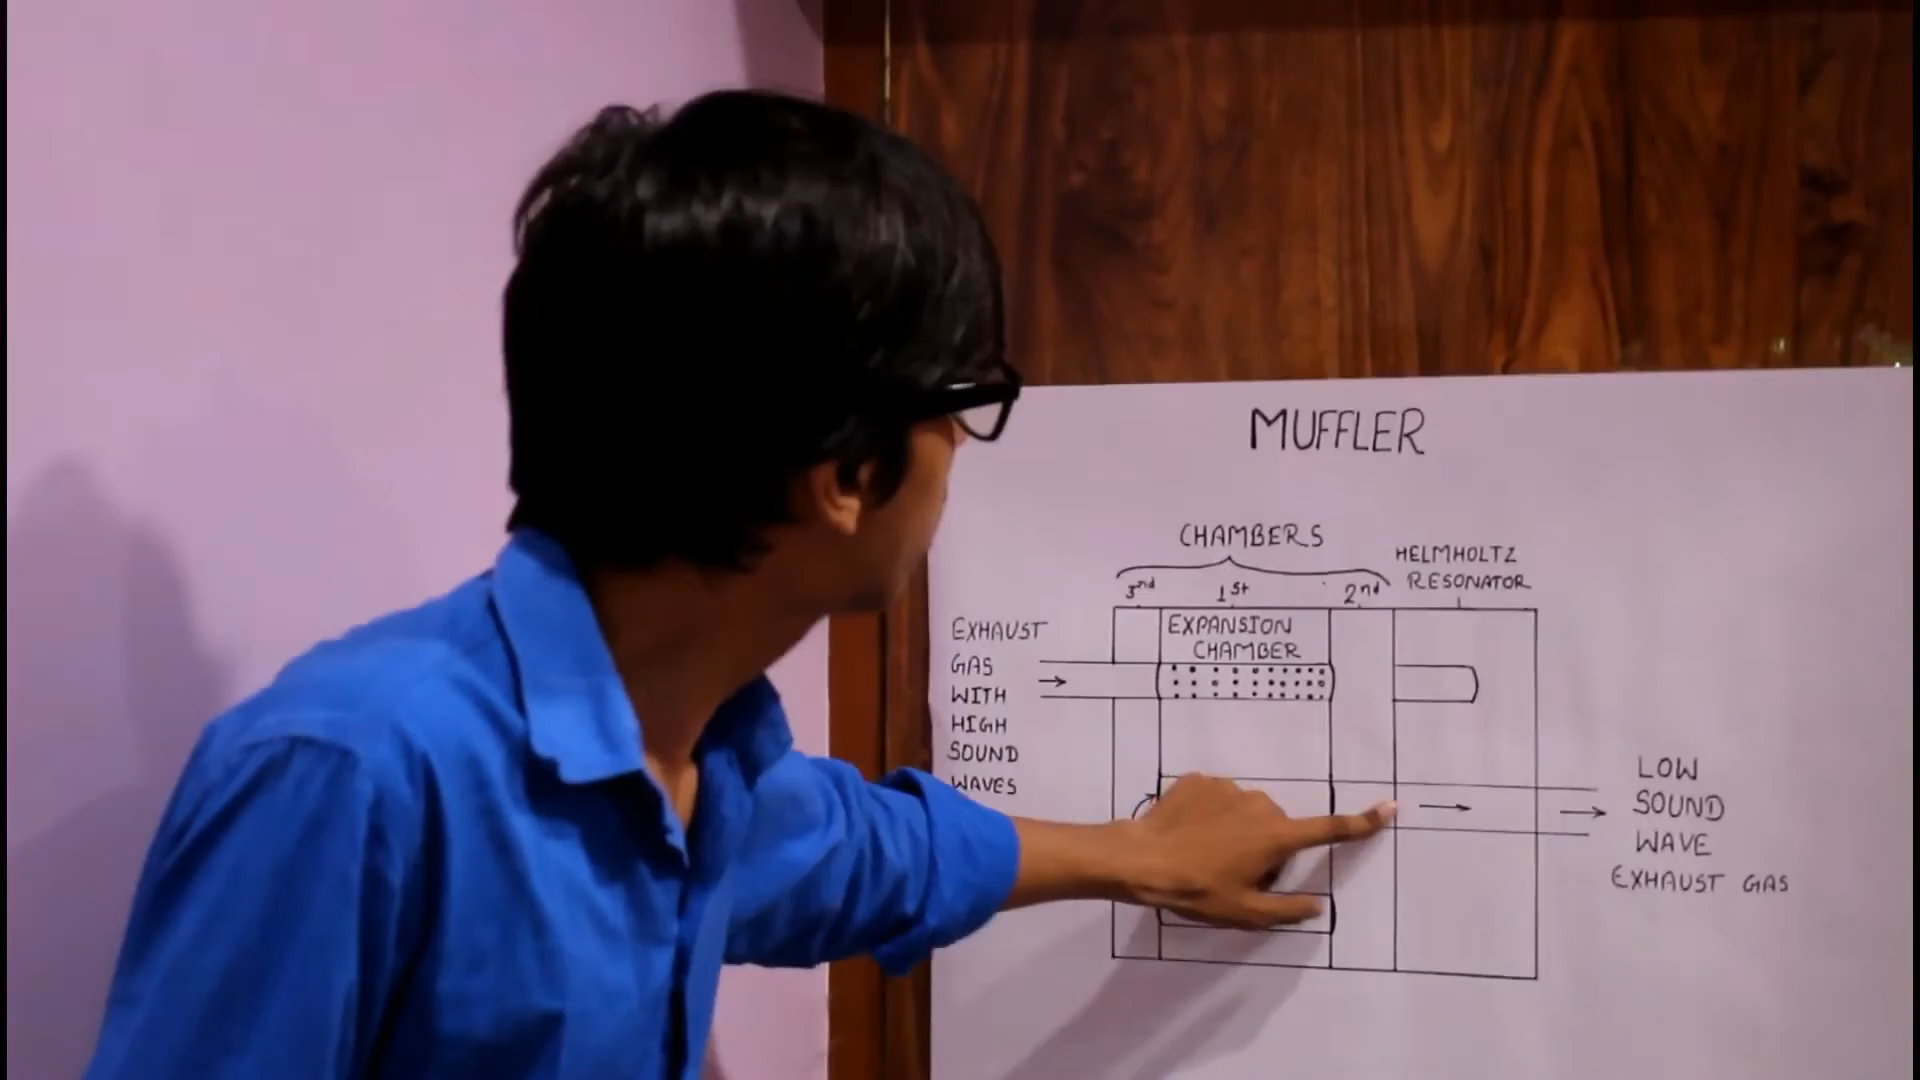 MUFFLER
CHAMBERS
3nd 1st 2nd
HELMHOLTZ
RESONATOR
EXPANSION
CHAMBER
EXHAUST
GAS
WITH
HIGH
SOUND
WAVES
LOW
SOUND
WAVE
EXHAUST GAS